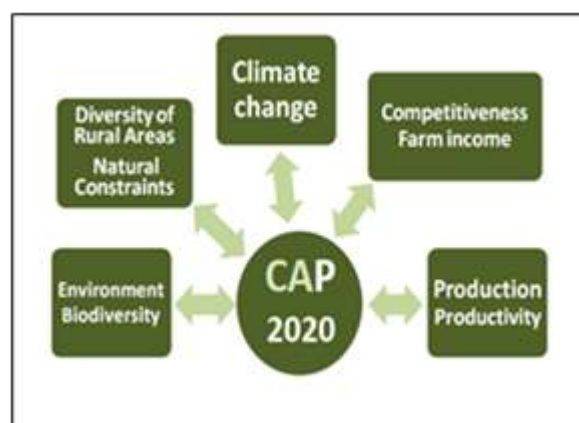 Climate
change
Diversity of
Rural Areas
Natural
Constraints
Competitiveness
Farm income
Environment
Biodiversity
CAP
2020
Production
Productivity